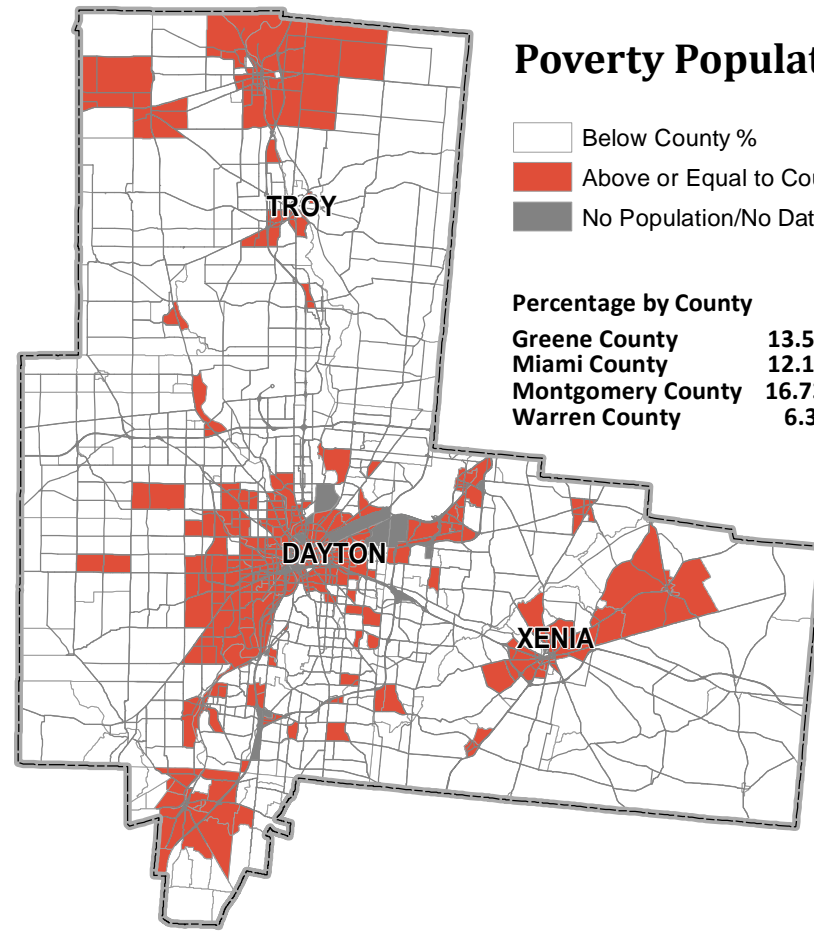 Poverty Populat
Below County %
Above or Equal to Cou
No Population/No Dat
TROY
Percentage by County
Greene County 13.5
Miami County 12.1
Montgomery County 16.73
Warren County 6.3
DAYTON
XENIA